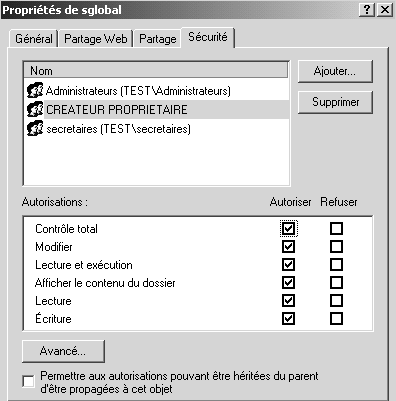 Propriétés de sglobal
Général Partage Web Partage Sécurité
Nom
Administrateurs (TEST\Administrateurs)
CREATEUR PROPRIETAIRE
secretaires (TEST\secretaires)
Ajouter...
Supprimer
Autorisations : Autoriser Refuser
Contrôle total
Modifier
Lecture et exécution
Afficher le contenu du dossier
Lecture
Écriture
Avancé...
Permettre aux autorisations pouvant être héritées du parent
d'être propagées à cet objet